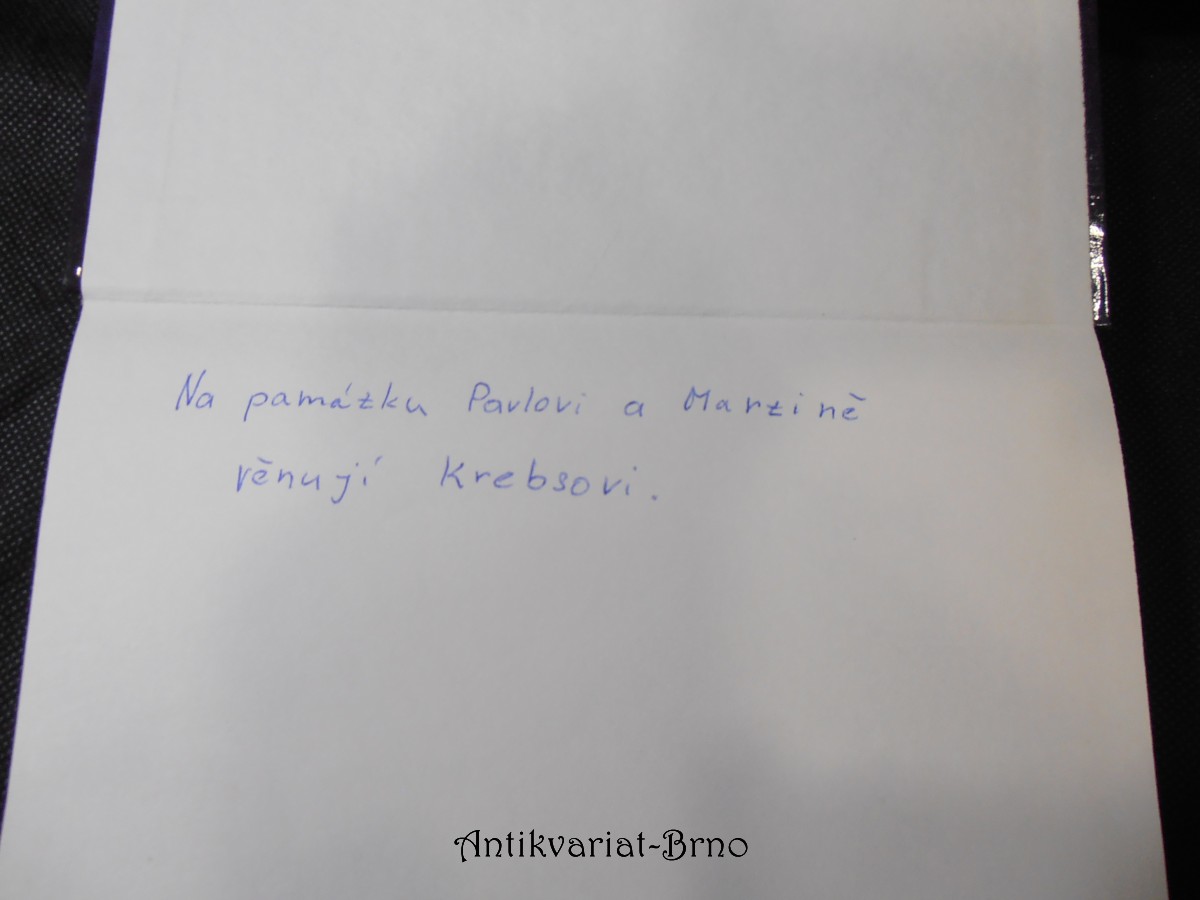 Na památku Pavlovi a Martině
věnují Krebsovi.
Antikvariat-Brno